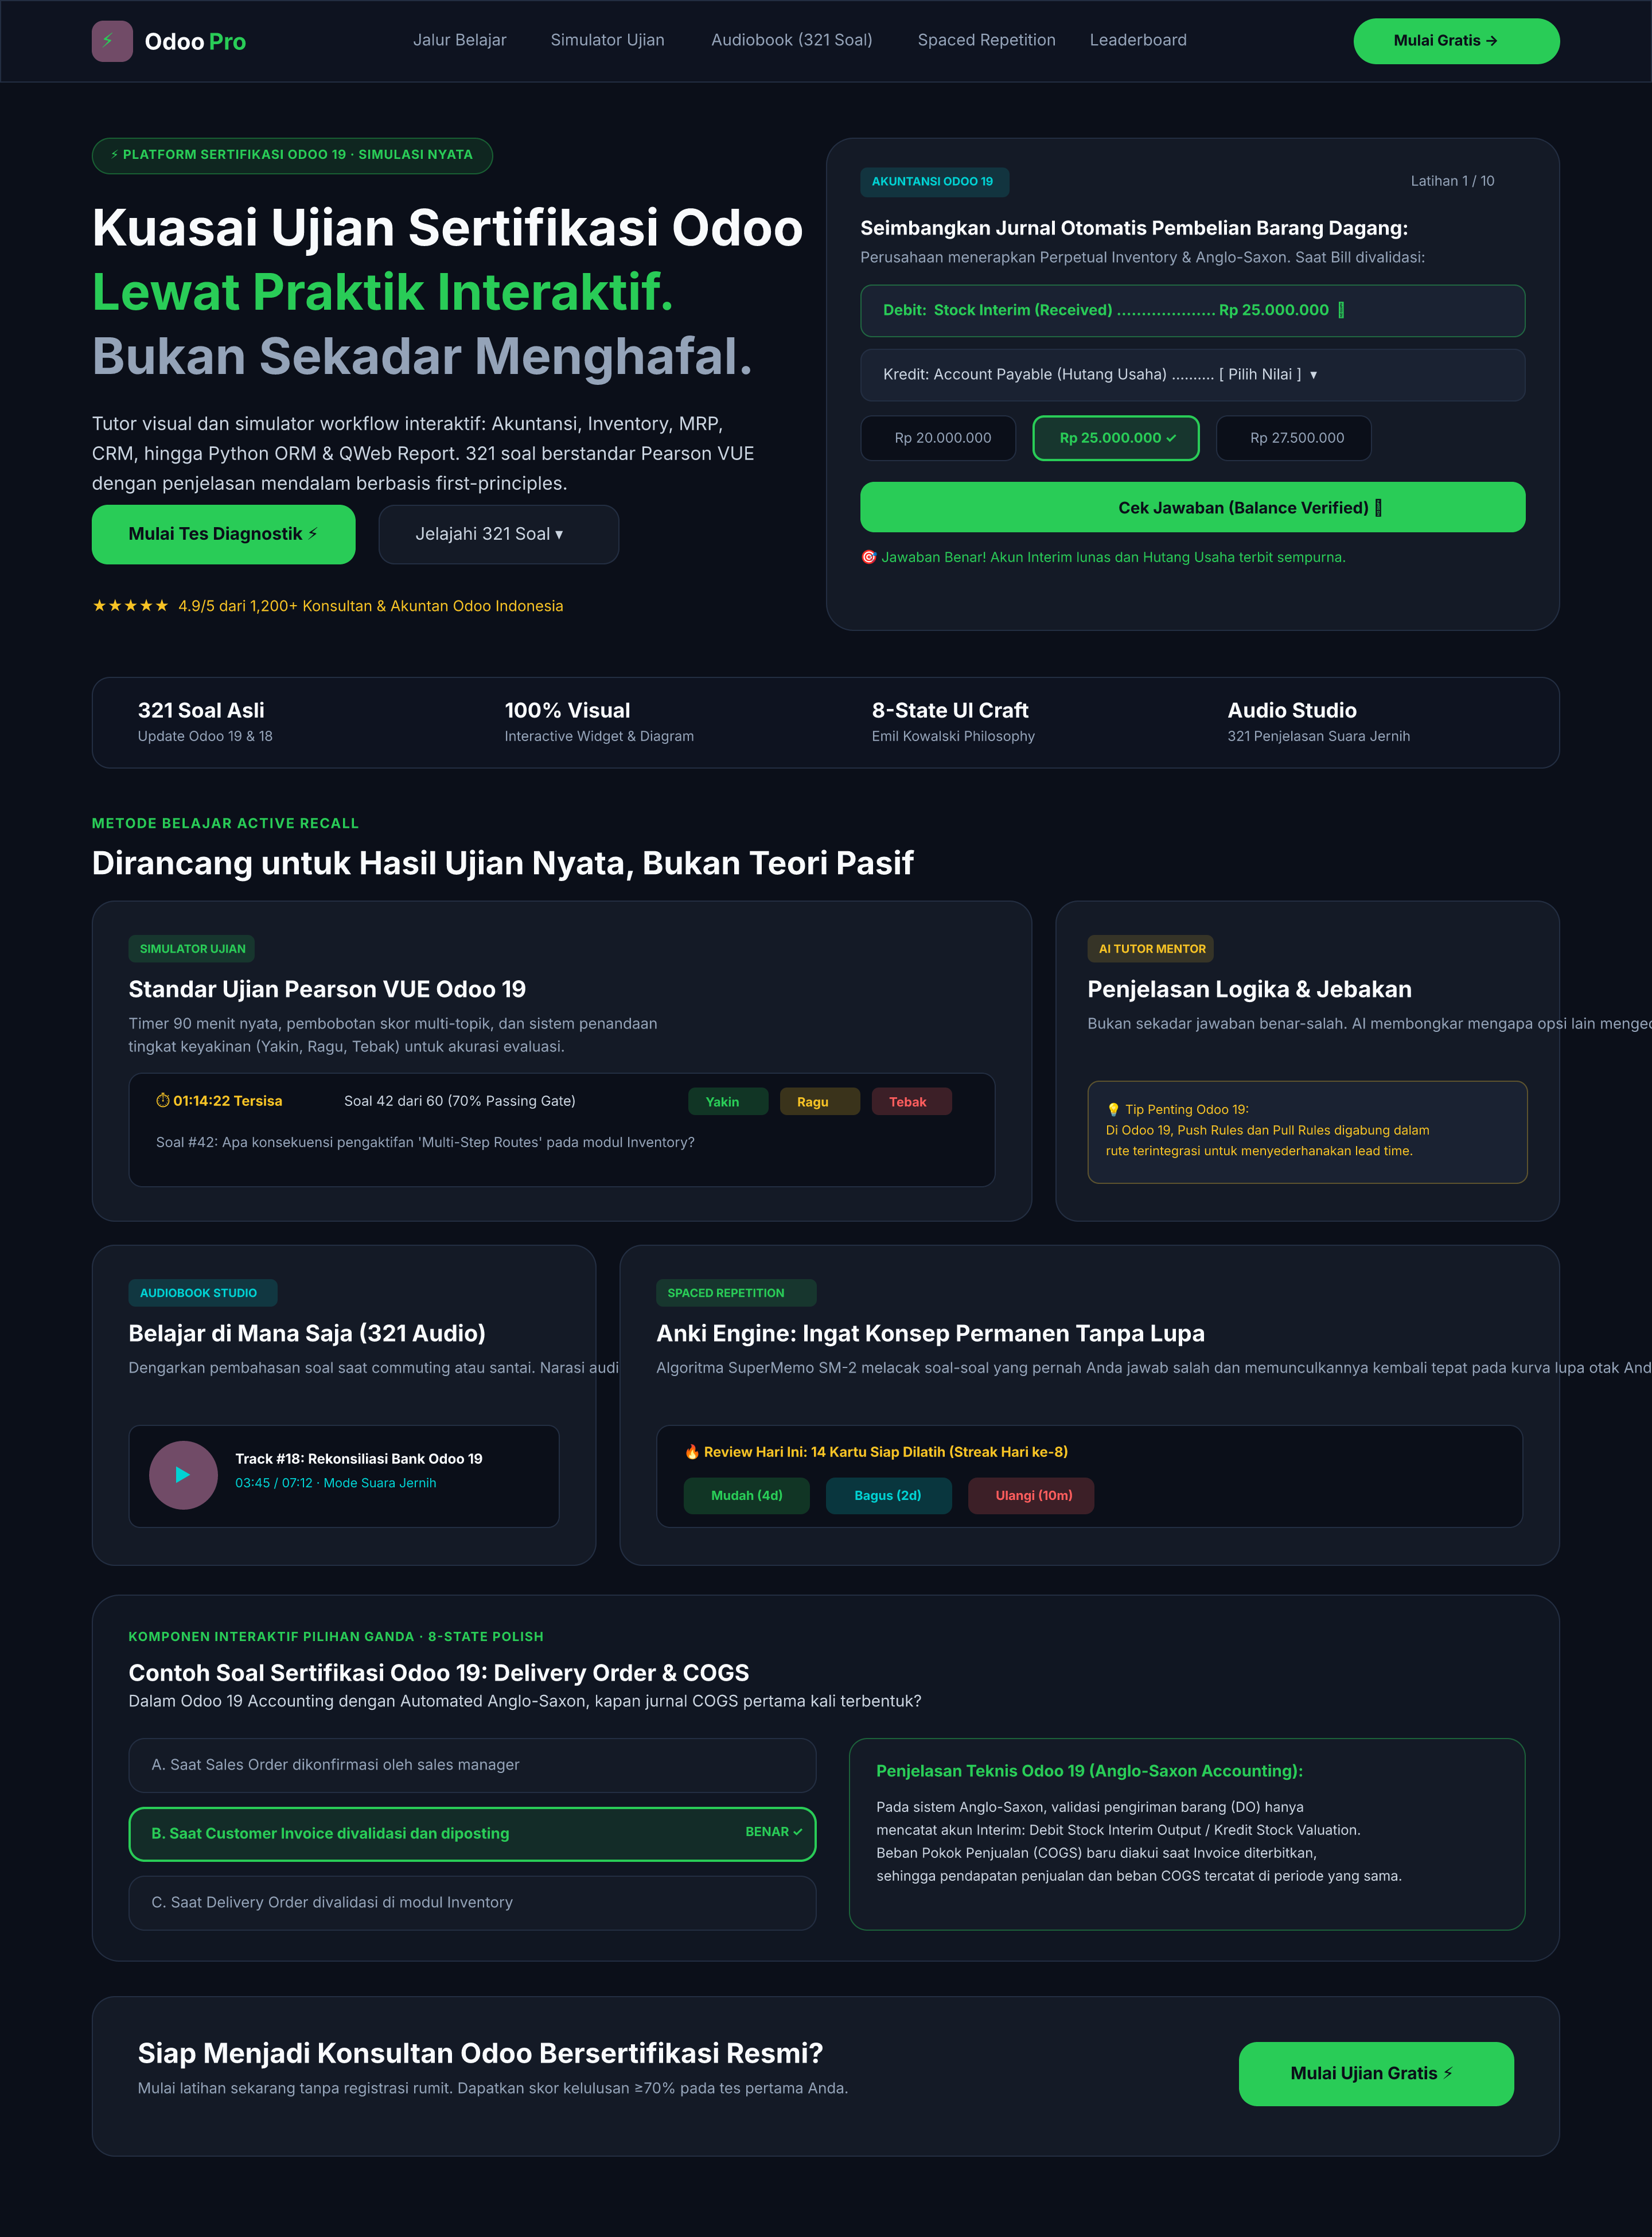 ⚡ Odoo Pro
Jalur Belajar
Simulator Ujian
Audiobook (321 Soal)
Spaced Repetition
Leaderboard
Mulai Gratis →
⚡ PLATFORM SERTIFIKASI ODOO 19 · SIMULASI NYATA
Kuasai Ujian Sertifikasi Odoo
Lewat Praktik Interaktif.
Bukan Sekadar Menghafal.
Tutor visual dan simulator workflow interaktif: Akuntansi, Inventory, MRP,
CRM, hingga Python ORM & QWeb Report. 321 soal berstandar Pearson VUE
dengan penjelasan mendalam berbasis first-principles.
Mulai Tes Diagnostik ⚡
Jelajahi 321 Soal ▾
★★★★★ 4.9/5 dari 1,200+ Konsultan & Akuntan Odoo Indonesia
AKUNTANSI ODOO 19
Latihan 1 / 10
Seimbangkan Jurnal Otomatis Pembelian Barang Dagang:
Perusahaan menerapkan Perpetual Inventory & Anglo-Saxon. Saat Bill divalidasi:
Debit: Stock Interim (Received) .................... Rp 25.000.000
Kredit: Account Payable (Hutang Usaha) .......... [ Pilih Nilai ] ▾
Rp 20.000.000
Rp 25.000.000 ✓
Rp 27.500.000
Cek Jawaban (Balance Verified)
🎯 Jawaban Benar! Akun Interim lunas dan Hutang Usaha terbit sempurna.
321 Soal Asli
Update Odoo 19 & 18
100% Visual
Interactive Widget & Diagram
8-State UI Craft
Emil Kowalski Philosophy
Audio Studio
321 Penjelasan Suara Jernih
METODE BELAJAR ACTIVE RECALL
Dirancang untuk Hasil Ujian Nyata, Bukan Teori Pasif
SIMULATOR UJIAN
Standar Ujian Pearson VUE Odoo 19
Timer 90 menit nyata, pembobotan skor multi-topik, dan sistem penandaan
tingkat keyakinan (Yakin, Ragu, Tebak) untuk akurasi evaluasi.
⏱ 01:14:22 Tersisa
Soal 42 dari 60 (70% Passing Gate)
Yakin
Ragu
Tebak
Soal #42: Apa konsekuensi pengaktifan 'Multi-Step Routes' pada modul Inventory?
AI TUTOR MENTOR
Penjelasan Logika & Jebakan
Bukan sekadar jawaban benar-salah. AI membongkar mengapa opsi lain
💡 Tip Penting Odoo 19:
Di Odoo 19, Push Rules dan Pull Rules digabung dalam
rute terintegrasi untuk menyederhanakan lead time.
AUDIOBOOK STUDIO
Belajar di Mana Saja (321 Audio)
Dengarkan pembahasan soal saat commuting atau santai. Narasi
SPACED REPETITION
Anki Engine: Ingat Konsep Permanen Tanpa Lupa
Algoritma SuperMemo SM-2 melacak soal-soal yang pernah Anda jawab salah dan memunculkannya kembali tepat pada kurva lupa otak
▶
Track #18: Rekonsiliasi Bank Odoo 19
03:45 / 07:12 · Mode Suara Jernih
🔥 Review Hari Ini: 14 Kartu Siap Dilatih (Streak Hari ke-8)
Mudah (4d)
Bagus (2d)
Ulangi (10m)
KOMPONEN INTERAKTIF PILIHAN GANDA · 8-STATE POLISH
Contoh Soal Sertifikasi Odoo 19: Delivery Order & COGS
Dalam Odoo 19 Accounting dengan Automated Anglo-Saxon, kapan jurnal COGS pertama kali terbentuk?
A. Saat Sales Order dikonfirmasi oleh sales manager
B. Saat Customer Invoice divalidasi dan diposting
BENAR ✓
C. Saat Delivery Order divalidasi di modul Inventory
Penjelasan Teknis Odoo 19 (Anglo-Saxon Accounting):
Pada sistem Anglo-Saxon, validasi pengiriman barang (DO) hanya
mencatat akun Interim: Debit Stock Interim Output / Kredit Stock Valuation.
Beban Pokok Penjualan (COGS) baru diakui saat Invoice diterbitkan,
sehingga pendapatan penjualan dan beban COGS tercatat di periode yang sama.
Siap Menjadi Konsultan Odoo Bersertifikasi Resmi?
Mulai latihan sekarang tanpa registrasi rumit. Dapatkan skor kelulusan ≥70% pada tes pertama Anda.
Mulai Ujian Gratis ⚡